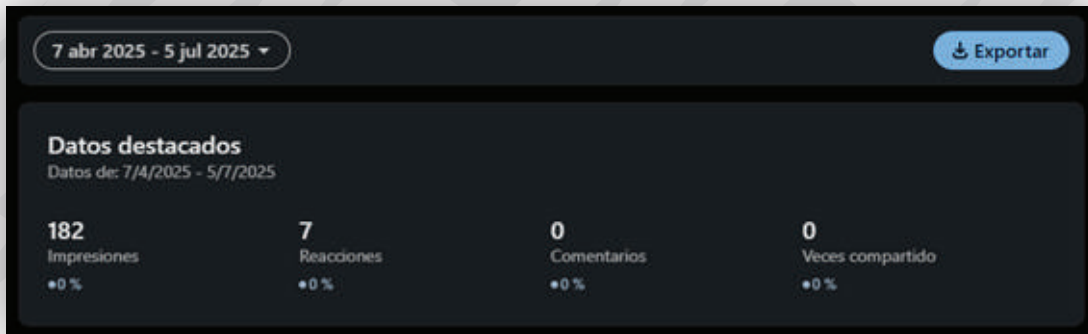 7 abr 2025 - 5 jul 2025
Exportar
Datos destacados
Datos de: 7/4/2025 - 5/7/2025
182
Impresiones
•0 %
7
Reacciones
•0 %
0
Comentarios
•0 %
0
Veces compartido
•0 %